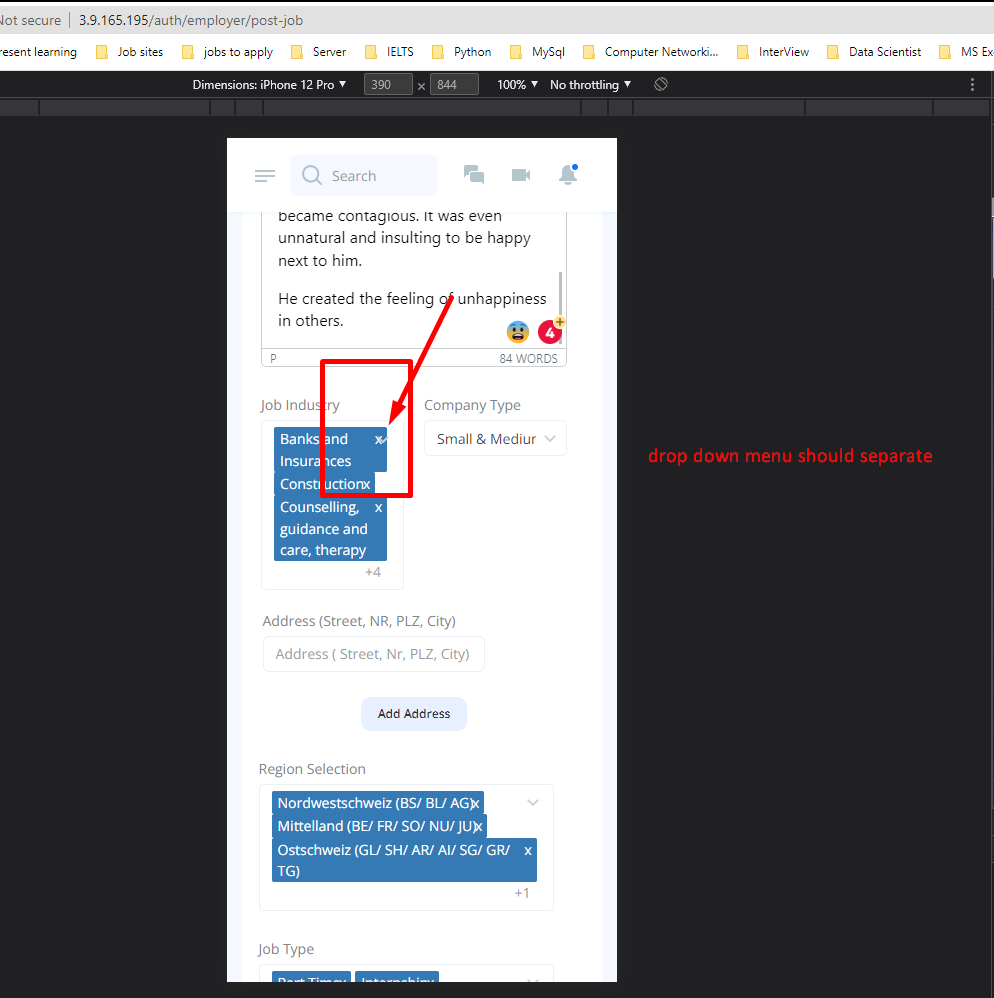 Not secure | 3.9.165.195/auth/employer/post-job
resent learning Job sites jobs to apply Server IELTS Python MySql Computer Networki... InterView Data Scientist MS Ex
Dimensions: iPhone 12 Pro ▼ 390 x 844 100% ▼ No throttling ▼
Search
became contagious. It was even
unnatural and insulting to be happy
next to him.
He created the feeling of unhappiness
in others.
4
P 84 WORDS
Job Industry Company Type
Banks and x Small & Mediur
Insurances
Construction x
Counselling, x
guidance and
care, therapy
+4
drop down menu should separate
Address (Street, NR, PLZ, City)
Address ( Street, Nr, PLZ, City)
Add Address
Region Selection
Nordwestschweiz (BS/ BL/ AG) x
Mittelland (BE/ FR/ SO/ NU/ JU) x
Ostschweiz (GL/ SH/ AR/ AI/ SG/ GR/ x
TG)
+1
Job Type
Part Time x Internship x